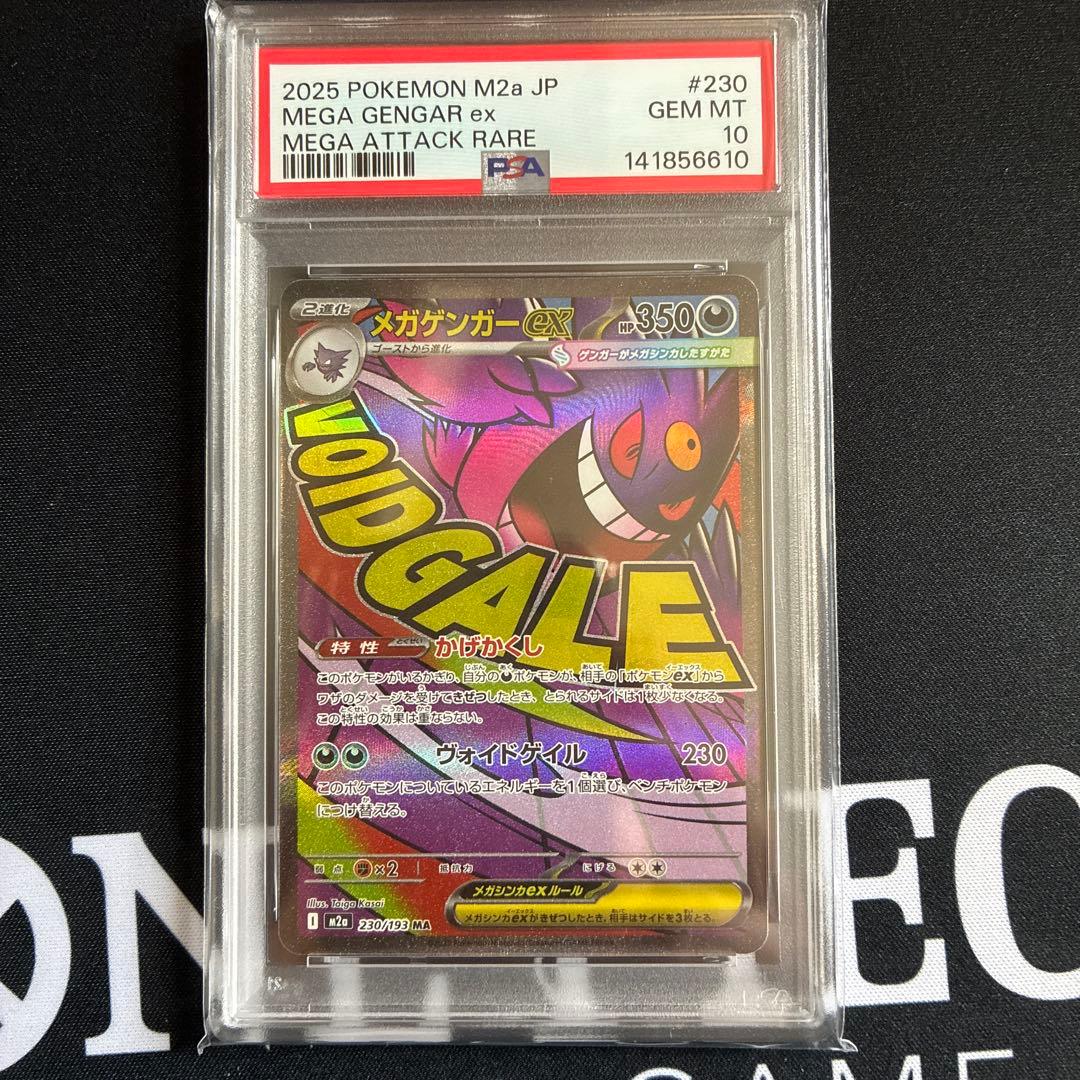 2025 POKEMON M2a JP #230
MEGA GENGAR ex GEM MT
MEGA ATTACK RARE 10
PSA 141856610
2進化
メガゲンガーex HP350
ゴーストから進化
ゲンガーがメガシンカしたすがた
VOID GALE
特性 とくせい かげかくし
このポケモンがいるかぎり、自分のポケモンが、相手の「ポケモンex」から
ワザのダメージを受けてきぜつしたとき、とられるサイドは1枚少なくなる。
この特性の効果は重ならない。
ヴォイドゲイル 230
このポケモンについているエネルギーを1個選び、ベンチポケモン
につけ替える。
弱点 ×2 抵抗力 にげる
メガシンカexルール
メガシンカexがきぜつしたとき、相手はサイドを3枚とる。
Illus. Taiga Kasai
I M2a 230/193 MA
ON EO
GAME